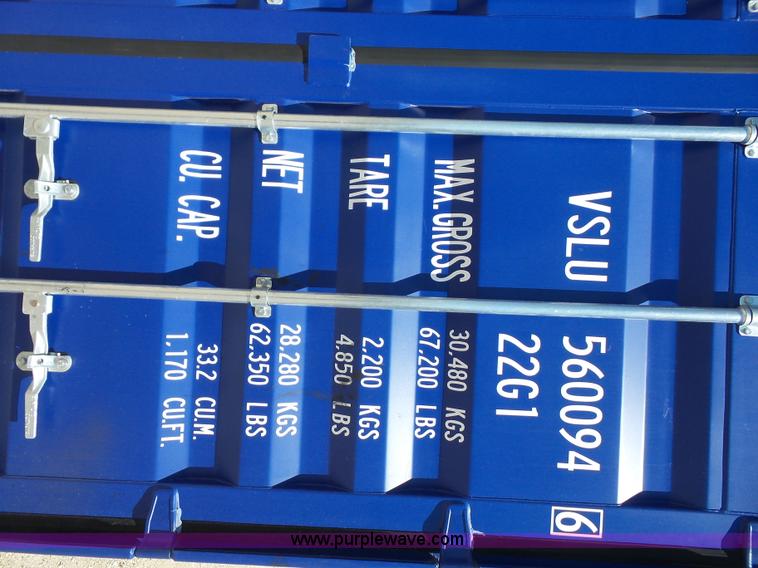 VSLU 560094 6
22G1
MAX.GROSS 30,480 KGS
67,200 LBS
TARE 2,200 KGS
4,850 LBS
NET 28,280 KGS
62,350 LBS
CU. CAP. 33.2 CU.M.
1,170 CU.FT.
www.purplewave.com